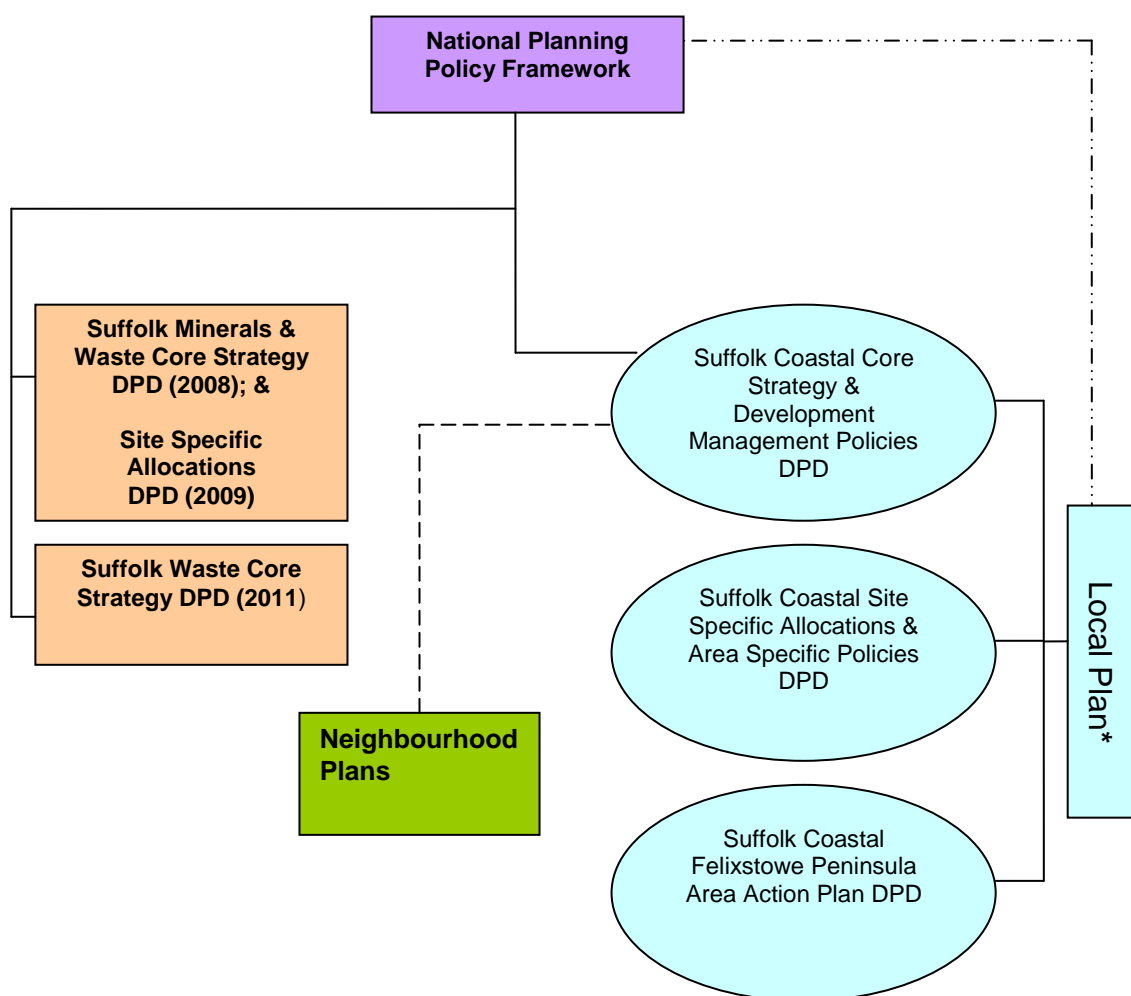 National Planning
Policy Framework
Suffolk Minerals &
Waste Core Strategy
DPD (2008); &
Site Specific
Allocations
DPD (2009)
Suffolk Waste Core
Strategy DPD (2011)
Neighbourhood
Plans
Suffolk Coastal Core
Strategy &
Development
Management Policies
DPD
Suffolk Coastal Site
Specific Allocations &
Area Specific Policies
DPD
Suffolk Coastal
Felixstowe Peninsula
Area Action Plan DPD
Local Plan*